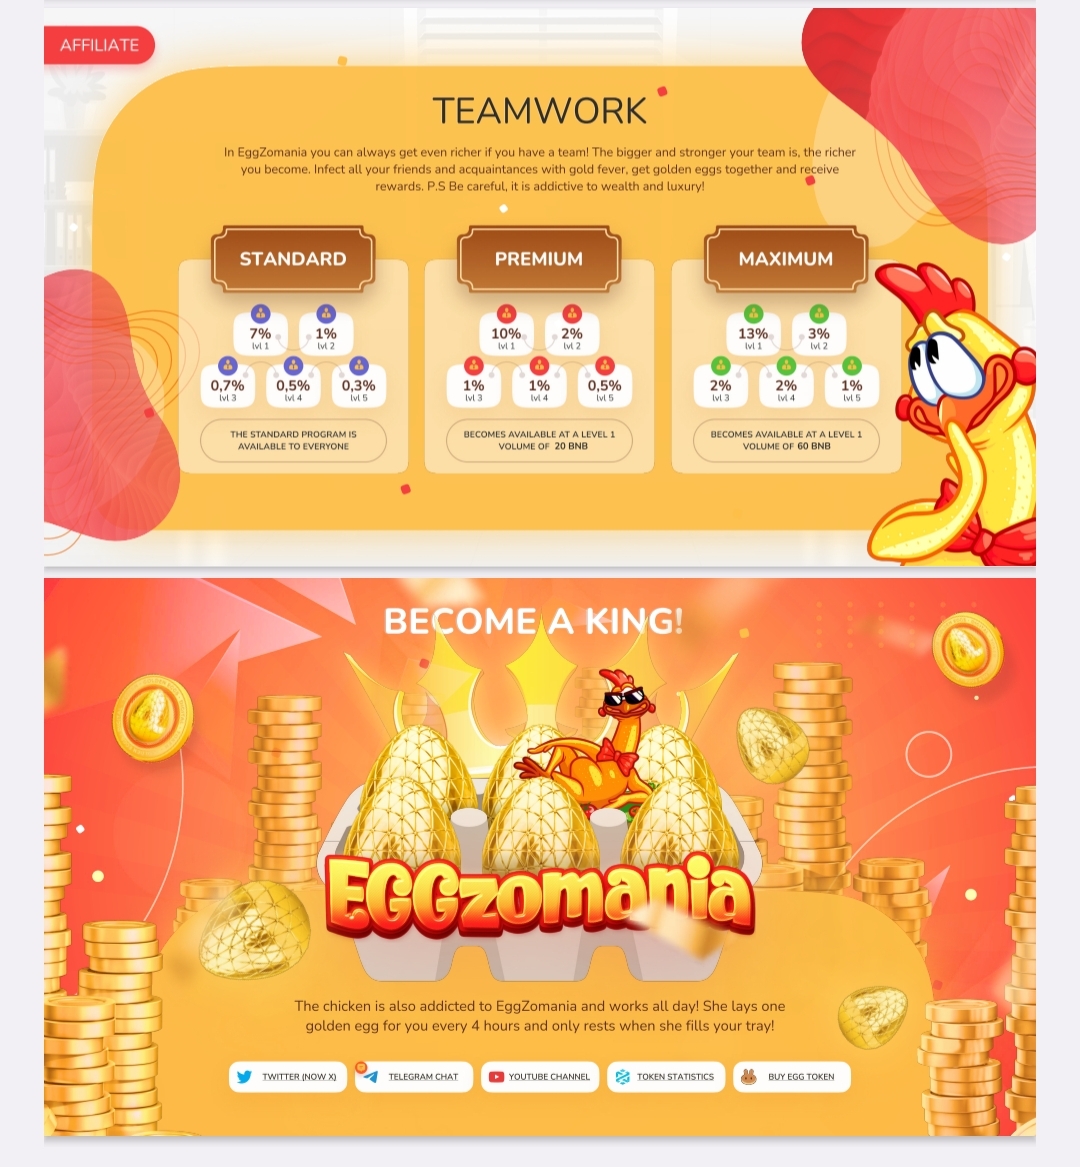 AFFILIATE
TEAMWORK
In EggZomania you can always get even richer if you have a team! The bigger and stronger your team is, the richer
you become. Infect all your friends and acquaintances with gold fever, get golden eggs together and receive
rewards. P.S Be careful, it is addictive to wealth and luxury!
STANDARD
7%
lvl 1
1%
lvl 2
0,7%
lvl 3
0,5%
lvl 4
0,3%
lvl 5
THE STANDARD PROGRAM IS
AVAILABLE TO EVERYONE
PREMIUM
10%
lvl 1
2%
lvl 2
1%
lvl 3
1%
lvl 4
0,5%
lvl 5
BECOMES AVAILABLE AT A LEVEL 1
VOLUME OF 20 BNB
MAXIMUM
13%
lvl 1
3%
lvl 2
2%
lvl 3
2%
lvl 4
1%
lvl 5
BECOMES AVAILABLE AT A LEVEL 1
VOLUME OF 60 BNB
BECOME A KING!
EGGzomania
The chicken is also addicted to EggZomania and works all day! She lays one
golden egg for you every 4 hours and only rests when she fills your tray!
TWITTER (NOW X)
TELEGRAM CHAT
YOUTUBE CHANNEL
TOKEN STATISTICS
BUY EGG TOKEN